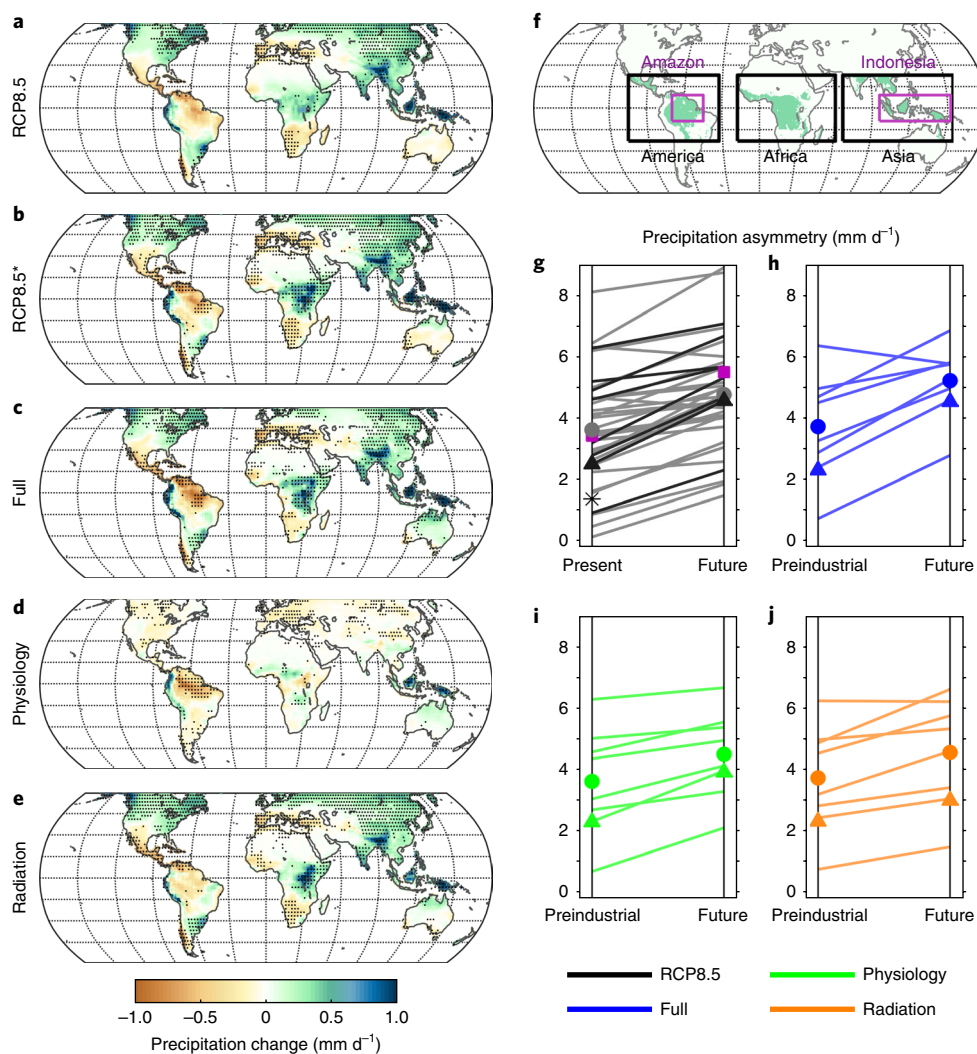 a
RCP8.5
b
RCP8.5*
c
Full
d
Physiology
e
Radiation
–1.0 –0.5 0 0.5 1.0
Precipitation change (mm d–1)
f
Amazon Indonesia
America Africa Asia
Precipitation asymmetry (mm d–1)
g
8
6
4
2
0
Present Future
h
8
6
4
2
0
Preindustrial Future
i
8
6
4
2
0
Preindustrial Future
j
8
6
4
2
0
Preindustrial Future
RCP8.5 Physiology
Full Radiation